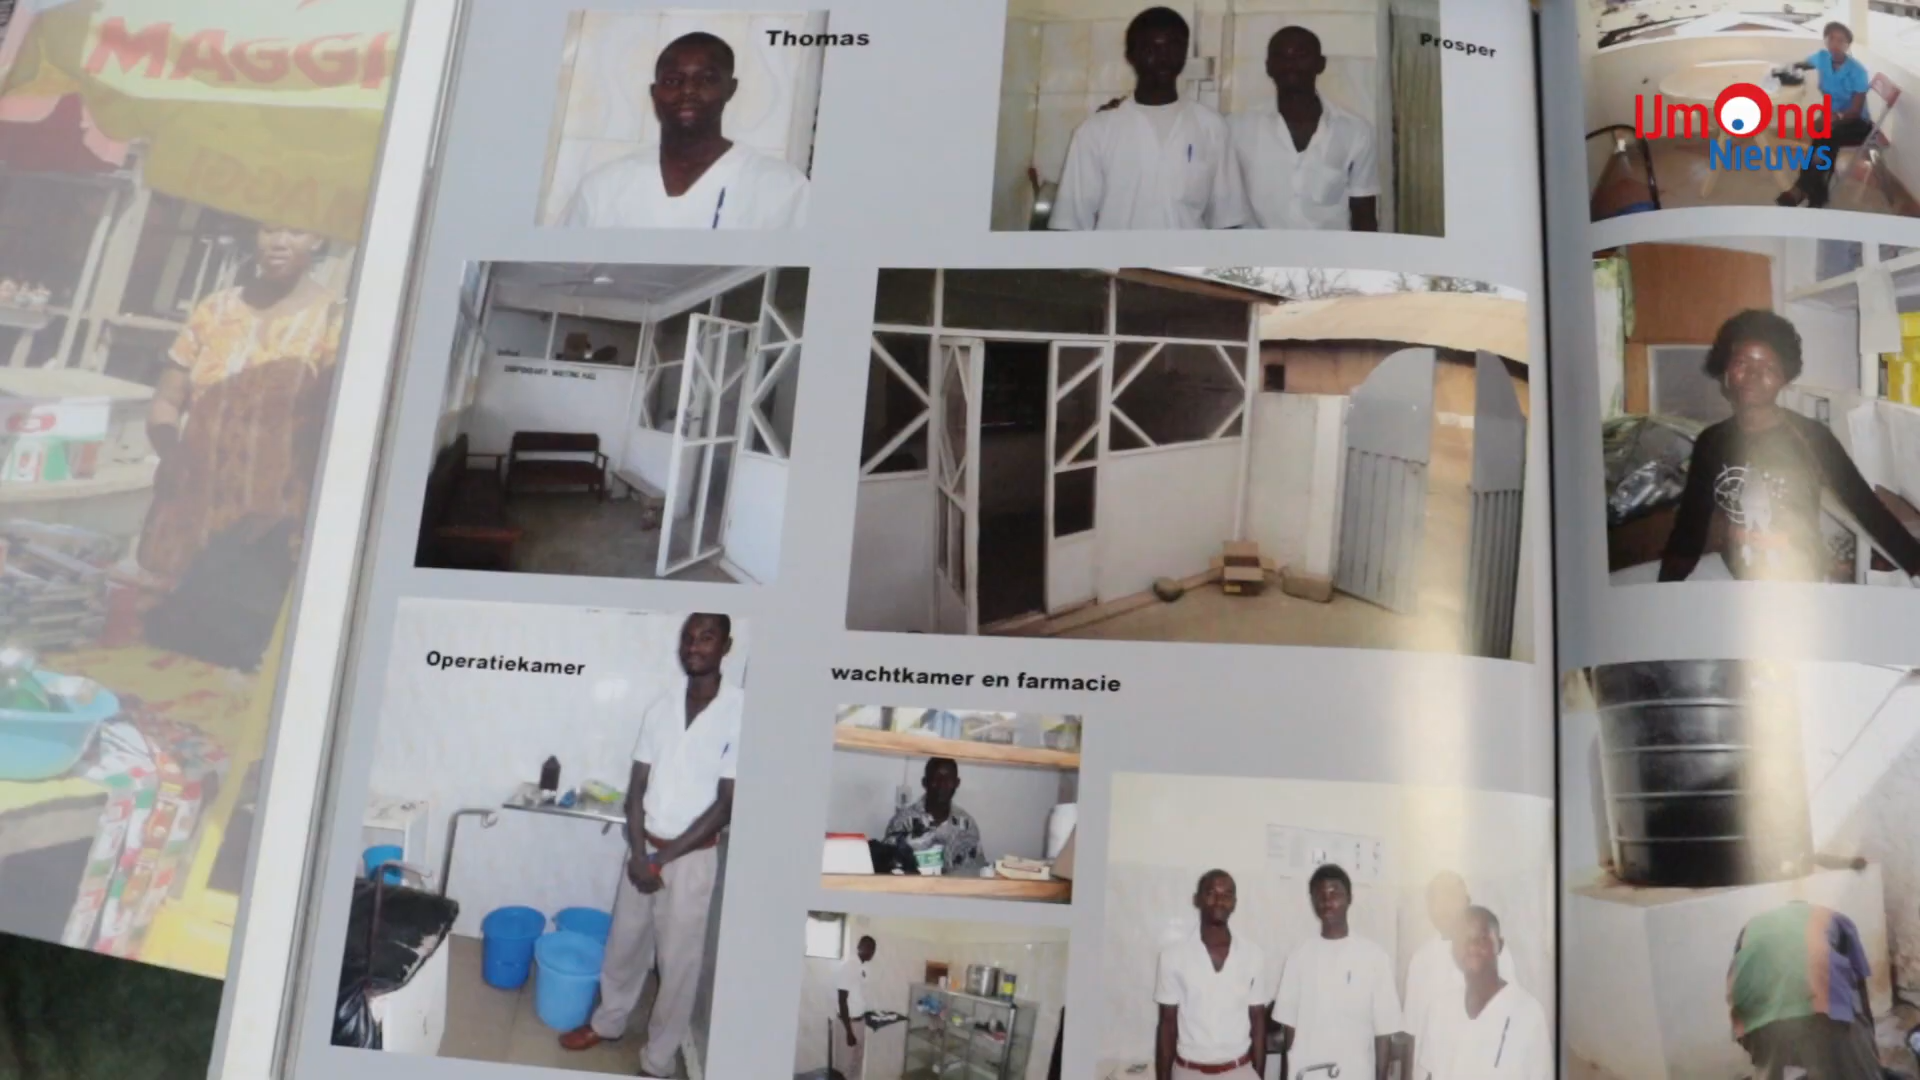 MAGGI
Thomas
Prosper
IJmOnd
Nieuws
DISPENSARY WAITING HALL
Operatiekamer
wachtkamer en farmacie